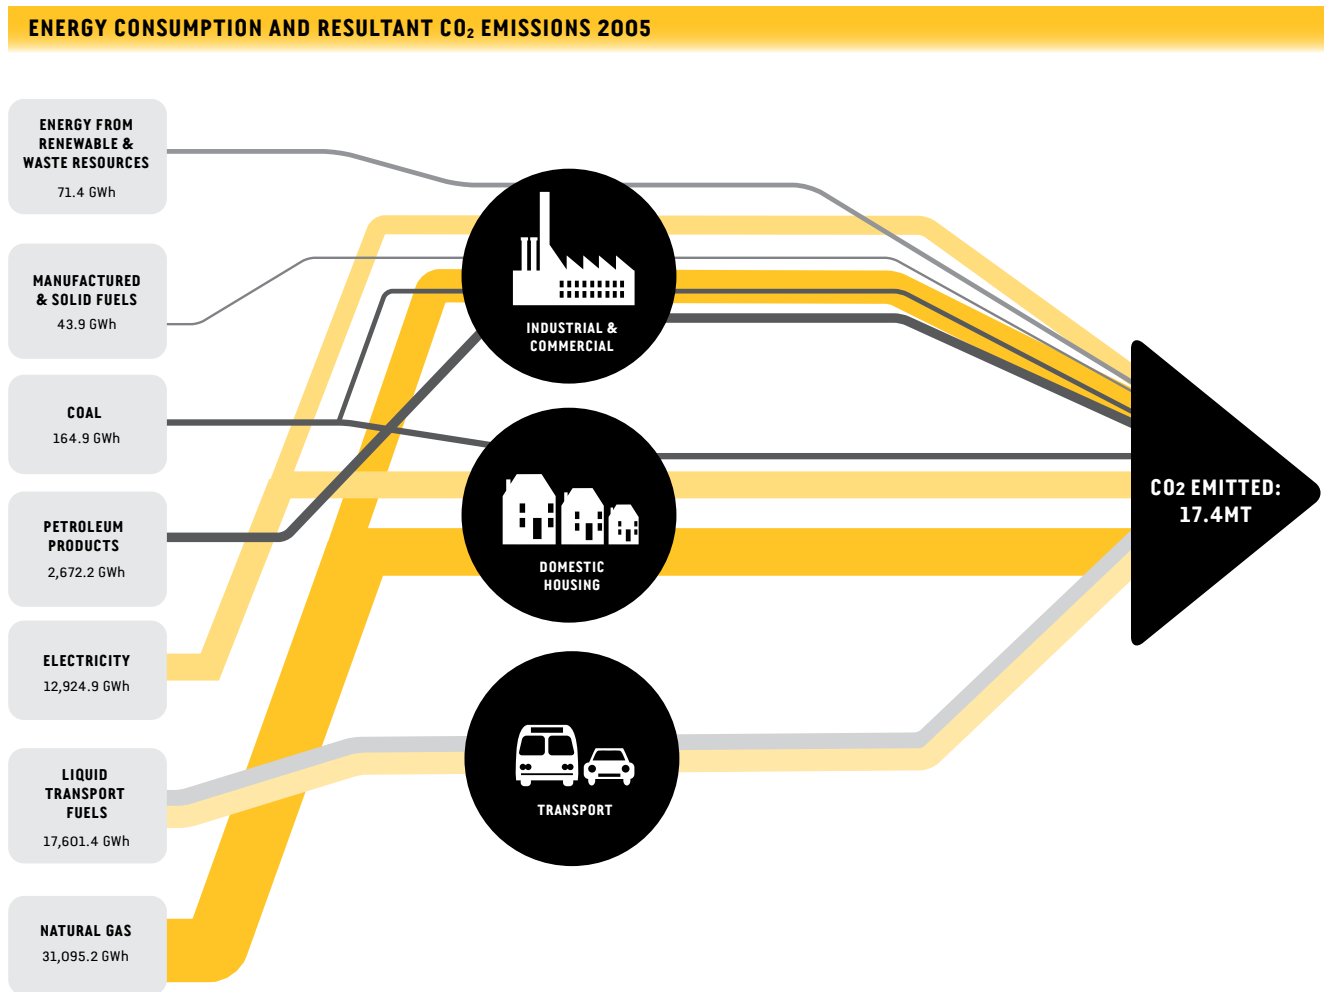 ENERGY CONSUMPTION AND RESULTANT CO₂ EMISSIONS 2005
ENERGY FROM
RENEWABLE &
WASTE RESOURCES
71.4 GWh
MANUFACTURED
& SOLID FUELS
43.9 GWh
COAL
164.9 GWh
PETROLEUM
PRODUCTS
2,672.2 GWh
ELECTRICITY
12,924.9 GWh
LIQUID
TRANSPORT
FUELS
17,601.4 GWh
NATURAL GAS
31,095.2 GWh
INDUSTRIAL &
COMMERCIAL
DOMESTIC
HOUSING
TRANSPORT
CO2 EMITTED:
17.4MT